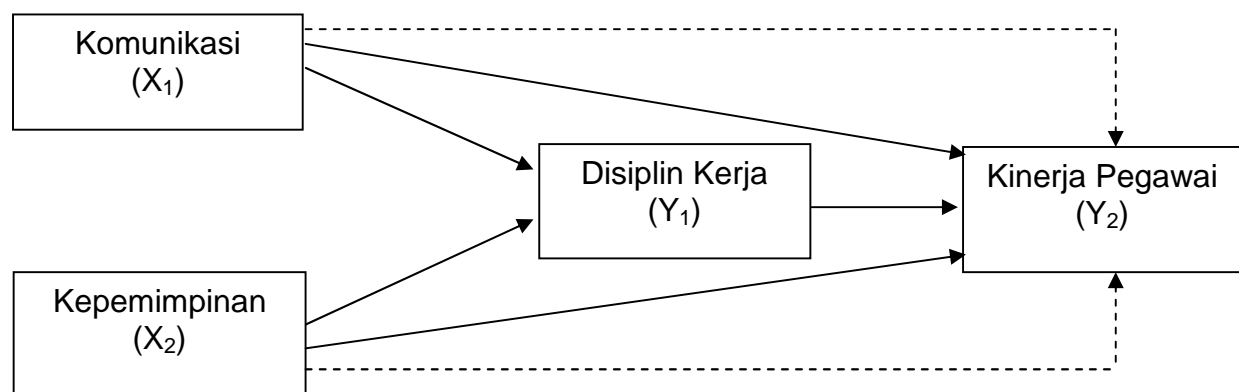 Komunikasi
(X₁)
Disiplin Kerja
(Y₁)
Kinerja Pegawai
(Y₂)
Kepemimpinan
(X₂)